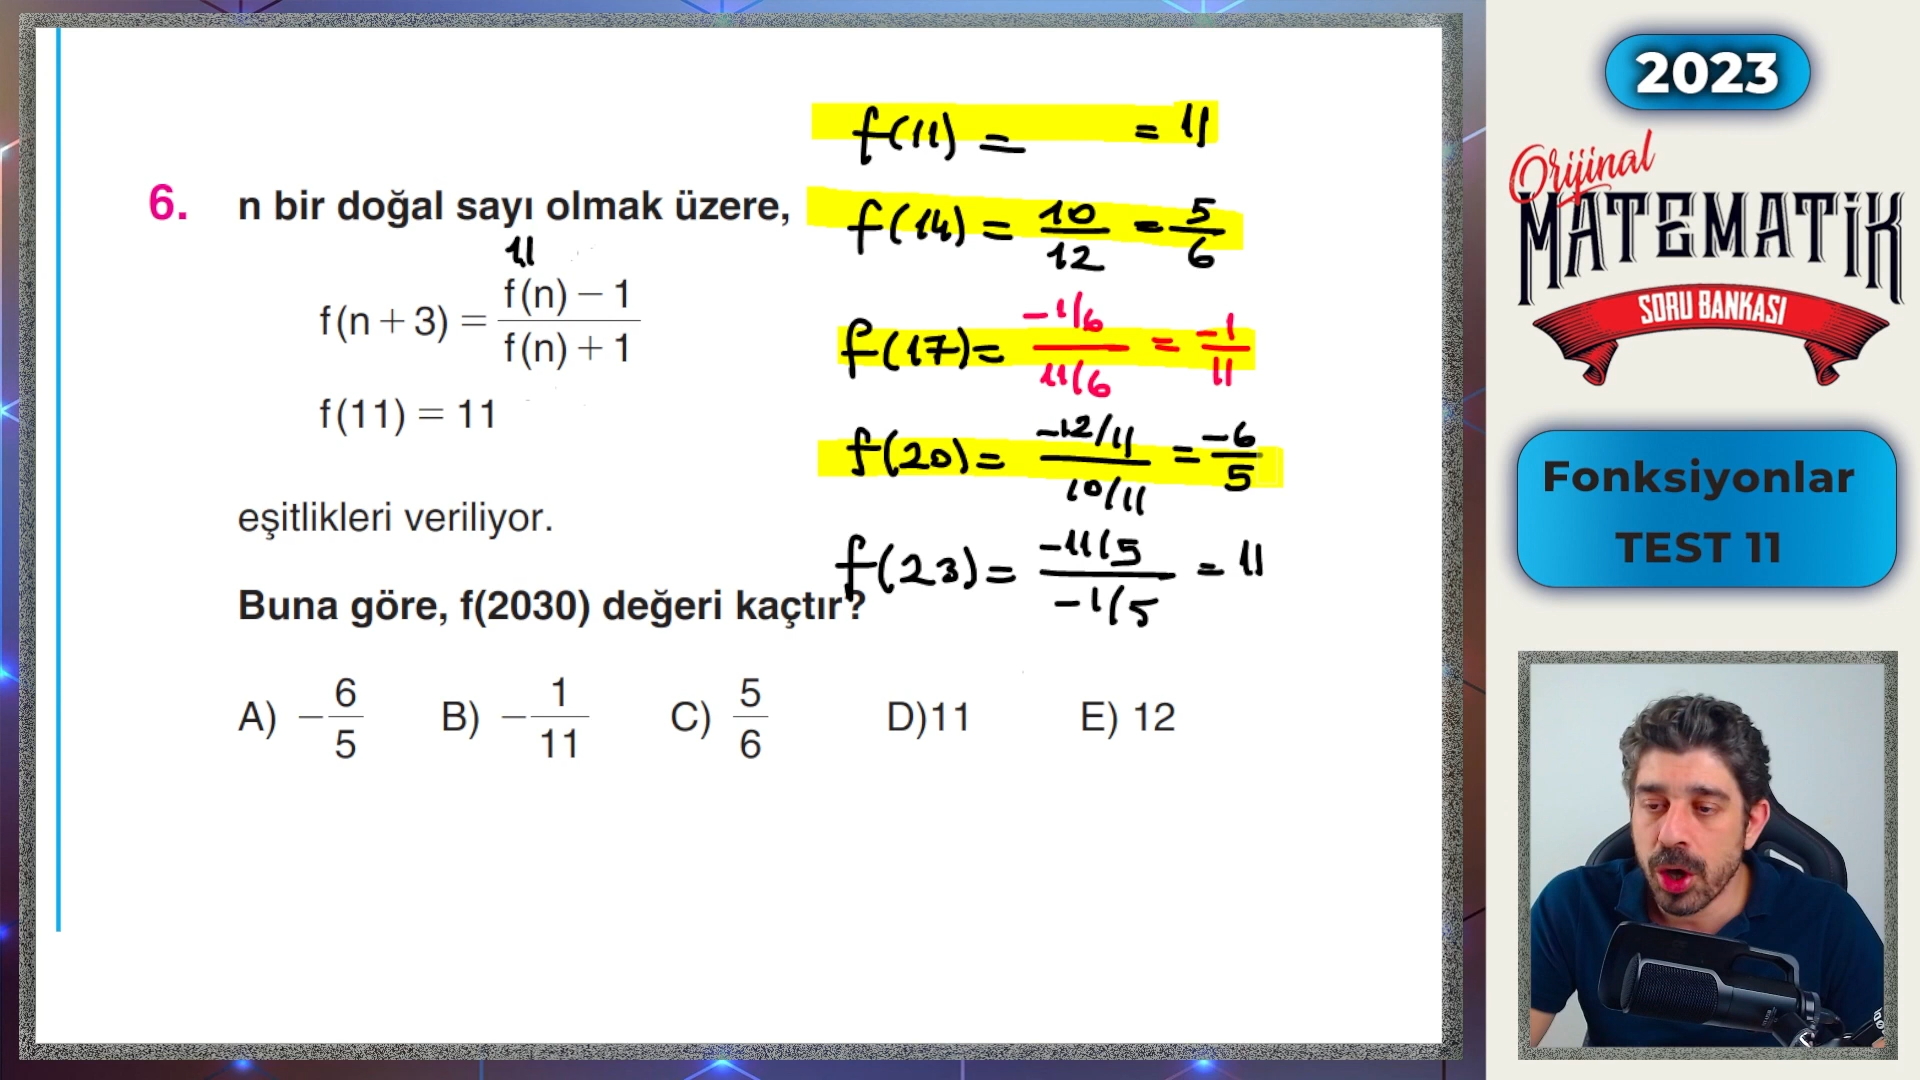 6. n bir doğal sayı olmak üzere,
11
f(n + 3) = f(n) − 1 / f(n) + 1
f(11) = 11
eşitlikleri veriliyor.
Buna göre, f(2030) değeri kaçtır?
A) −6/5 B) −1/11 C) 5/6 D)11 E) 12
f(11) = = 11
f(14) = 10/12 = 5/6
f(17) = -1/6 / 11/6 = -1/11
f(20) = -12/11 / 10/11 = -6/5
f(23) = -11/5 / -1/5 = 11
2023
Orijinal
MATEMATİK
SORU BANKASI
Fonksiyonlar
TEST 11